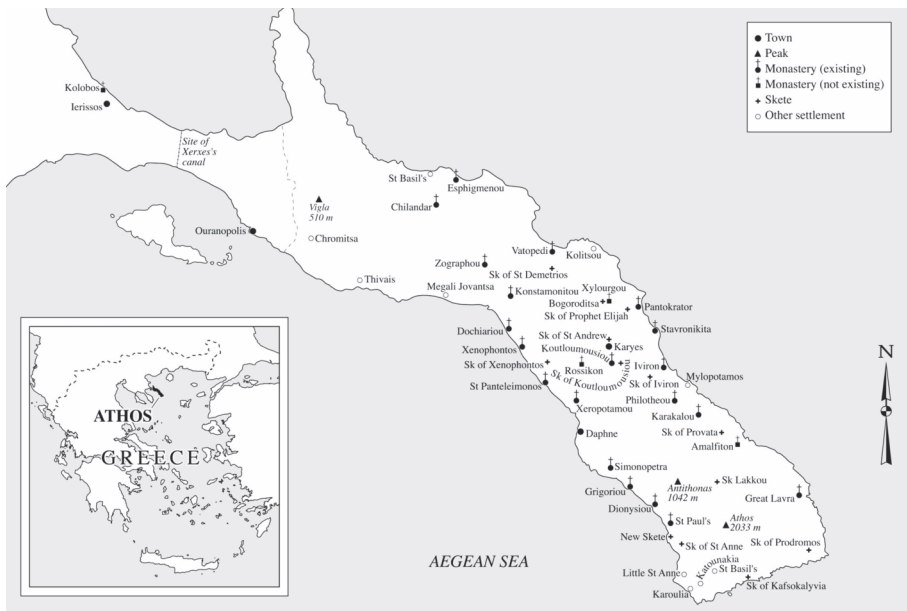 Town
Peak
Monastery (existing)
Monastery (not existing)
Skete
Other settlement
Kolobos
Ierissos
Site of
Xerxes's
canal
St Basil's
Esphigmenou
Chilandar
Vigla
510 m
Ouranopolis
Chromitsa
Vatopedi
Kolitsou
Zographou
Sk of St Demetrios
Thivais
Megali Jovantsa
Konstamonitou
Xylourgou
Bogoroditsa
Pantokrator
Sk of Prophet Elijah
Dochiariou
Stavronikita
Sk of St Andrew
Karyes
Xenophontos
Koutloumousiou
Sk of Xenophontos
Rossikon
Iviron
Sk of Koutloumousiou
Sk of Iviron
Mylopotamos
St Panteleimonos
Philotheou
Xeropotamou
Karakalou
Daphne
Sk of Provata
Amalfiton
Simonopetra
Antithonas
1042 m
Sk Lakkou
Grigoriou
Great Lavra
Dionysiou
St Paul's
Athos
2033 m
New Skete
Sk of St Anne
Sk of Prodromos
Little St Anne
Katounakia
St Basil's
Karoulia
Sk of Kafsokalyvia
N
AEGEAN SEA
ATHOS
GREECE